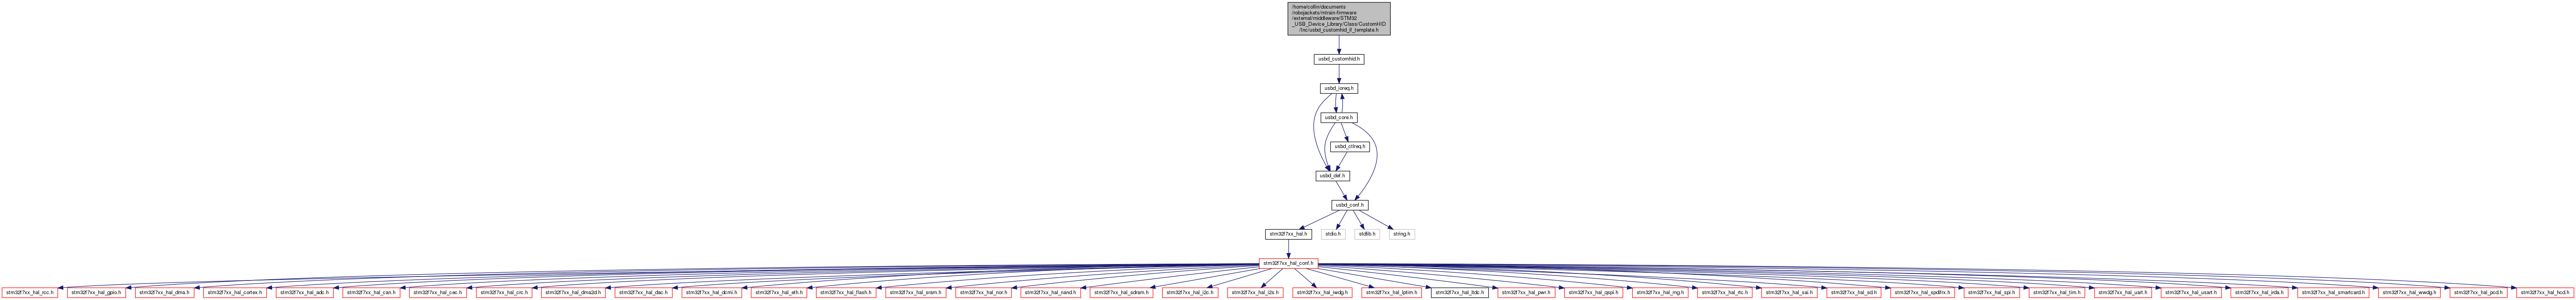 /home/collin/documents
/robojackets/mtrain-firmware
/external/middleware/STM32
_USB_Device_Library/Class/CustomHID
/Inc/usbd_customhid_if_template.h
usbd_customhid.h
usbd_ioreq.h
usbd_core.h
usbd_ctlreq.h
usbd_def.h
usbd_conf.h
stm32f7xx_hal.h
stdio.h
stdlib.h
string.h
stm32f7xx_hal_conf.h
stm32f7xx_hal_rcc.h
stm32f7xx_hal_gpio.h
stm32f7xx_hal_dma.h
stm32f7xx_hal_cortex.h
stm32f7xx_hal_adc.h
stm32f7xx_hal_can.h
stm32f7xx_hal_cec.h
stm32f7xx_hal_crc.h
stm32f7xx_hal_dma2d.h
stm32f7xx_hal_dac.h
stm32f7xx_hal_dcmi.h
stm32f7xx_hal_eth.h
stm32f7xx_hal_flash.h
stm32f7xx_hal_sram.h
stm32f7xx_hal_nor.h
stm32f7xx_hal_nand.h
stm32f7xx_hal_sdram.h
stm32f7xx_hal_i2c.h
stm32f7xx_hal_i2s.h
stm32f7xx_hal_iwdg.h
stm32f7xx_hal_lptim.h
stm32f7xx_hal_ltdc.h
stm32f7xx_hal_pwr.h
stm32f7xx_hal_qspi.h
stm32f7xx_hal_rng.h
stm32f7xx_hal_rtc.h
stm32f7xx_hal_sai.h
stm32f7xx_hal_sd.h
stm32f7xx_hal_spdifrx.h
stm32f7xx_hal_spi.h
stm32f7xx_hal_tim.h
stm32f7xx_hal_uart.h
stm32f7xx_hal_usart.h
stm32f7xx_hal_irda.h
stm32f7xx_hal_smartcard.h
stm32f7xx_hal_wwdg.h
stm32f7xx_hal_pcd.h
stm32f7xx_hal_hcd.h